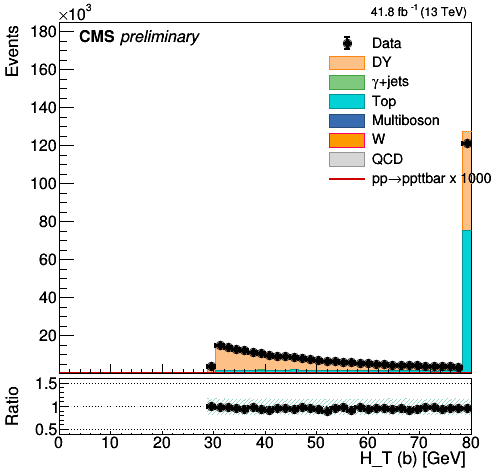 ×10³
41.8 fb⁻¹ (13 TeV)
CMS preliminary
Events
180
160
140
120
100
80
60
40
20
Data
DY
γ+jets
Top
Multiboson
W
QCD
pp→ppttbar x 1000
Ratio
1.5
1
0.5
0 10 20 30 40 50 60 70 80
H_T (b) [GeV]